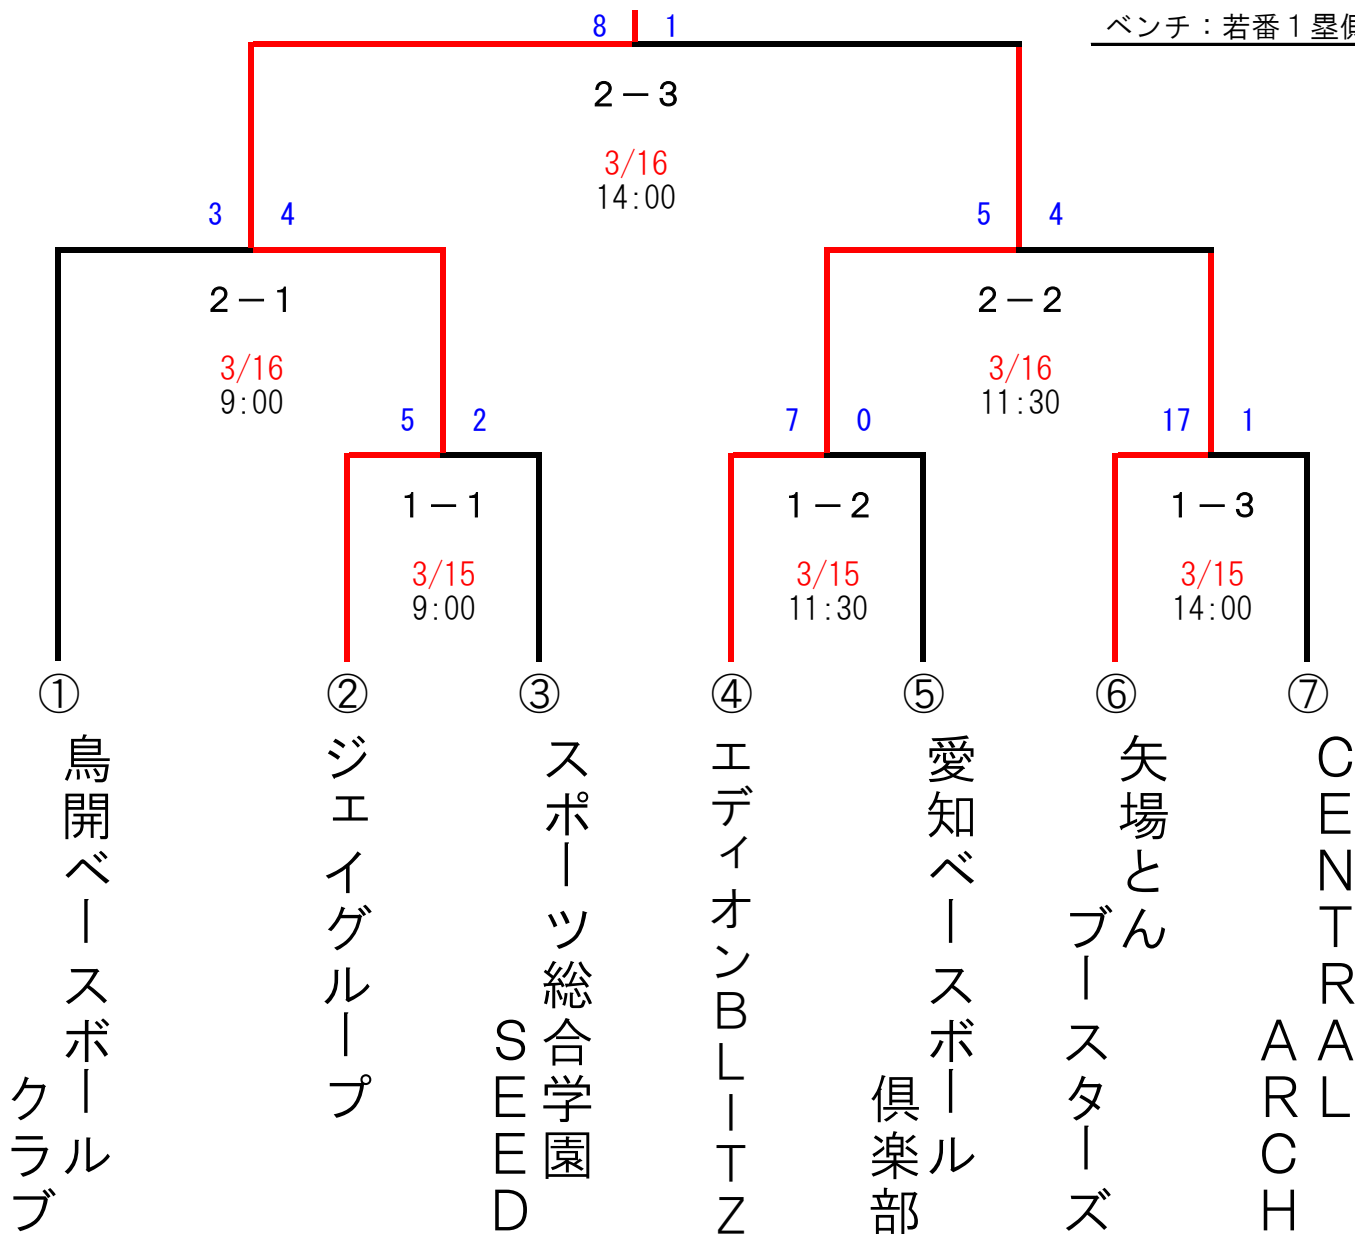 8 1
ベンチ：若番１塁側
２－３
3/16
14:00
3 4
5 4
２－１
２－２
3/16
9:00
3/16
11:30
5 2
7 0
17 1
１－１
１－２
１－３
3/15
9:00
3/15
11:30
3/15
14:00
①
②
③
④
⑤
⑥
⑦
鳥開ベースボール
クラブ
ジェイグループ
スポーツ総合学園
ＳＥＥＤ
エディオンＢＬＩＴＺ
愛知ベースボール
倶楽部
矢場とん
ブースターズ
ＣＥＮＴＲＡＬ
ＡＲＣＨ